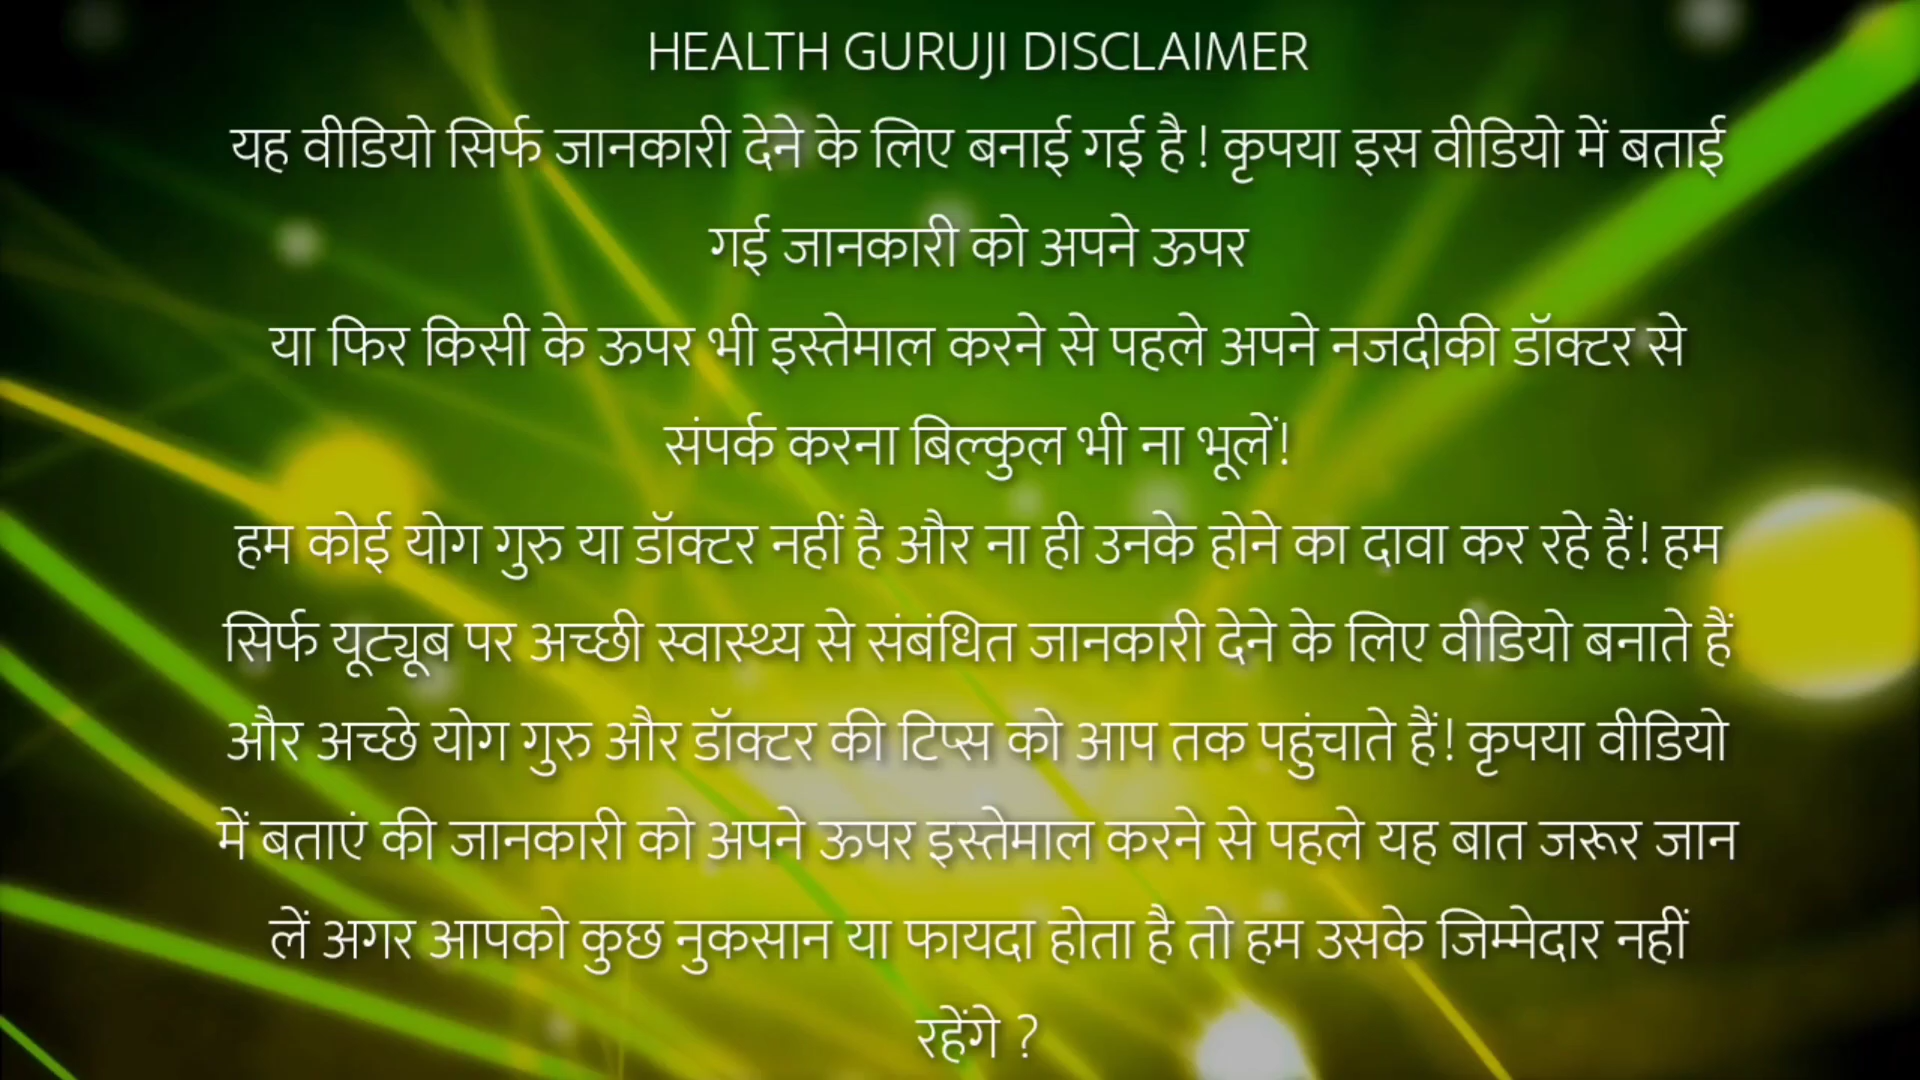 HEALTH GURUJI DISCLAIMER
यह वीडियो सिर्फ जानकारी देने के लिए बनाई गई है ! कृपया इस वीडियो में बताई
गई जानकारी को अपने ऊपर
या फिर किसी के ऊपर भी इस्तेमाल करने से पहले अपने नजदीकी डॉक्टर से
संपर्क करना बिल्कुल भी ना भूलें!
हम कोई योग गुरु या डॉक्टर नहीं है और ना ही उनके होने का दावा कर रहे हैं! हम
सिर्फ यूट्यूब पर अच्छी स्वास्थ्य से संबंधित जानकारी देने के लिए वीडियो बनाते हैं
और अच्छे योग गुरु और डॉक्टर की टिप्स को आप तक पहुंचाते हैं! कृपया वीडियो
में बताएं की जानकारी को अपने ऊपर इस्तेमाल करने से पहले यह बात जरूर जान
लें अगर आपको कुछ नुकसान या फायदा होता है तो हम उसके जिम्मेदार नहीं
रहेंगे ?